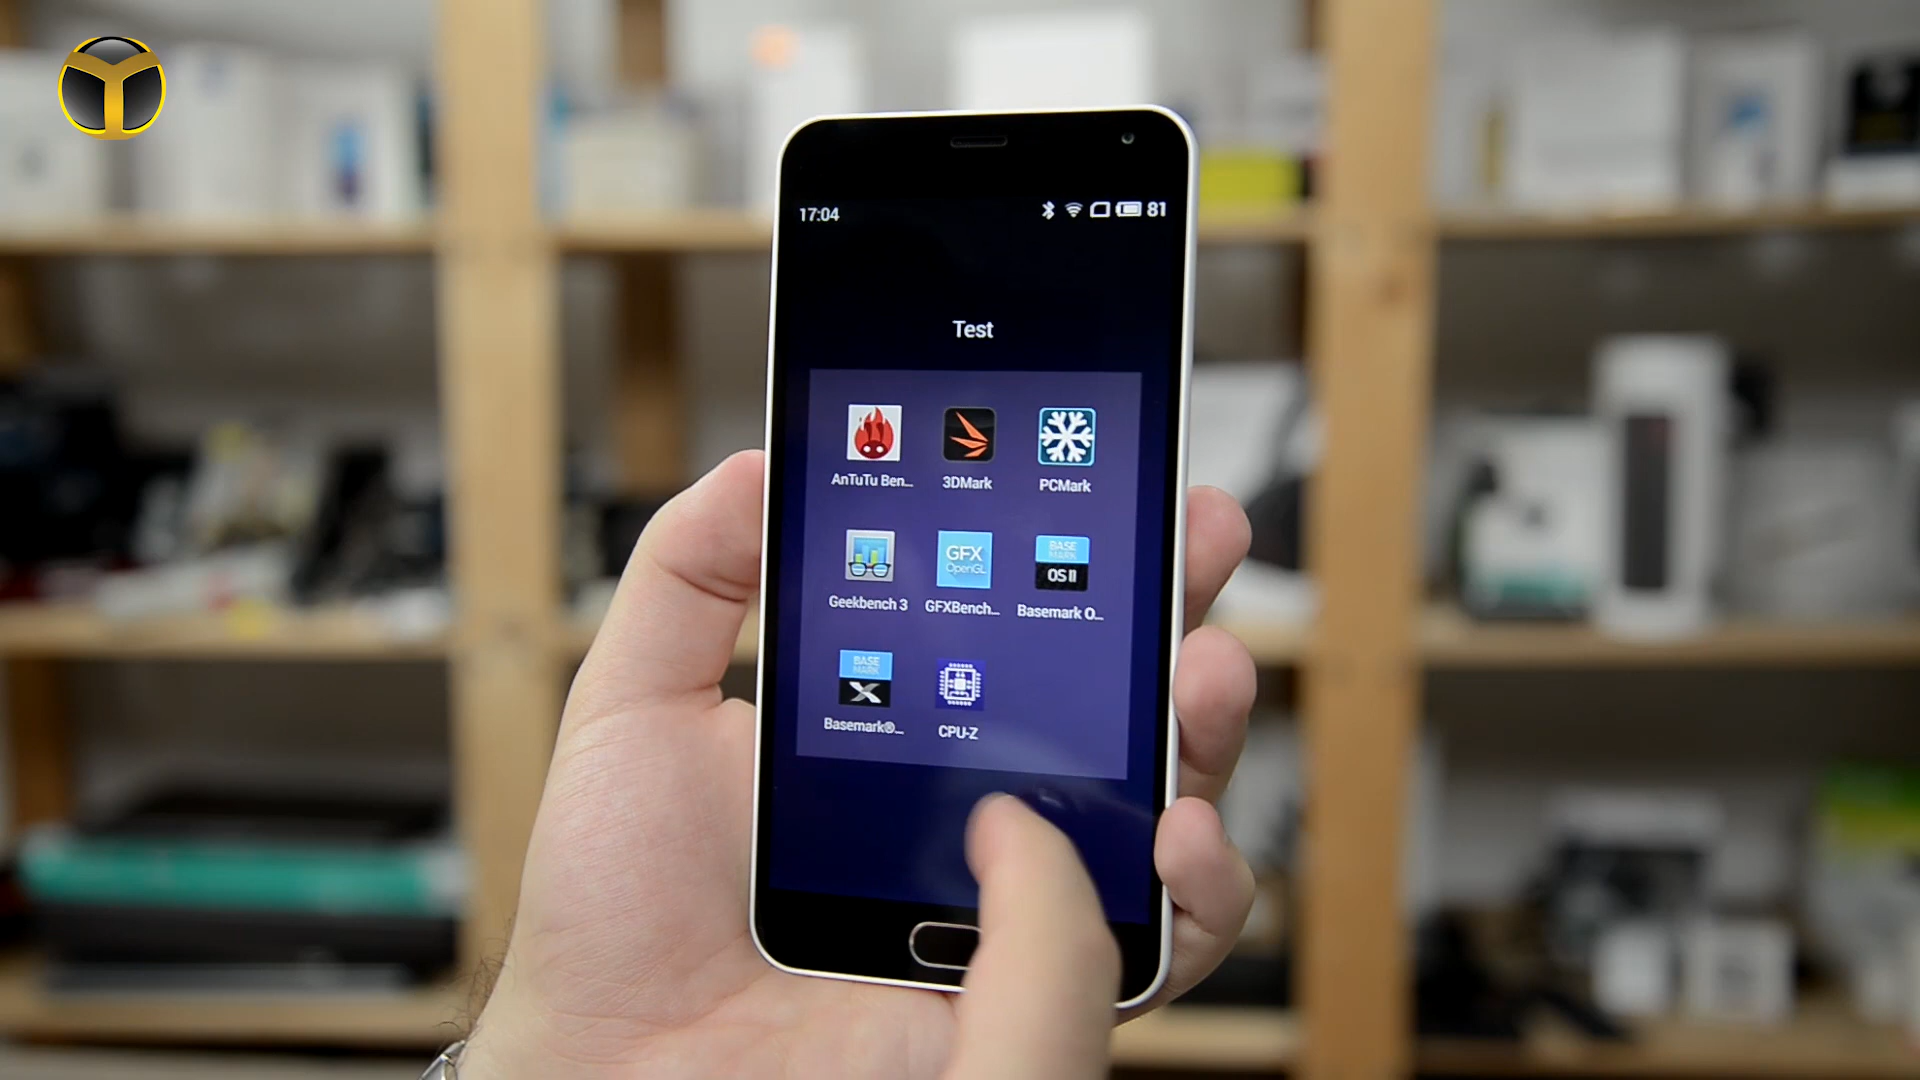 17:04
81
Test
AnTuTu Ben...
3DMark
PCMark
GFX
OpenGL
BASE
MARK
OS II
Geekbench 3
GFXBench...
Basemark O...
BASE
MARK
X
Basemark®...
CPU-Z